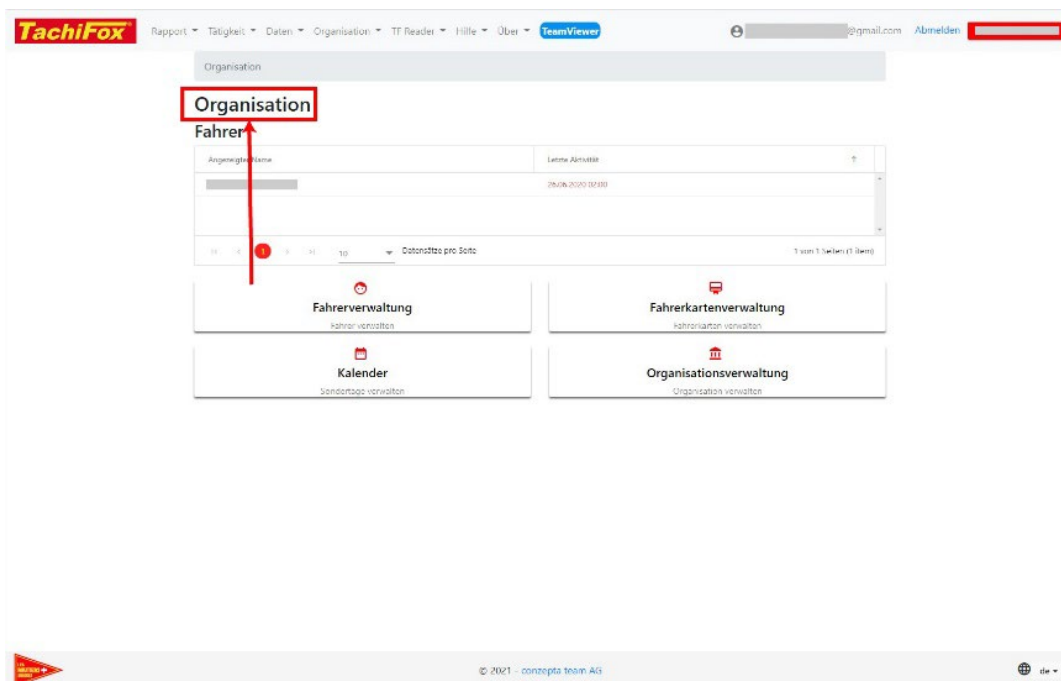 TachiFox
Rapport Tätigkeit Daten Organisation TF Reader Hilfe Über TeamViewer @gmail.com Abmelden
Organisation
Organisation
Fahrer
Angezeigter Name Letzte Aktivität
26.06.2020 02:00
1 10 Datensätze pro Seite 1 von 1 Seiten (1 Item)
Fahrerverwaltung Fahrerkartenverwaltung
Fahrer verwalten Fahrerkarten verwalten
Kalender Organisationsverwaltung
Sondertage verwalten Organisation verwalten
© 2021 - conzepta team AG de